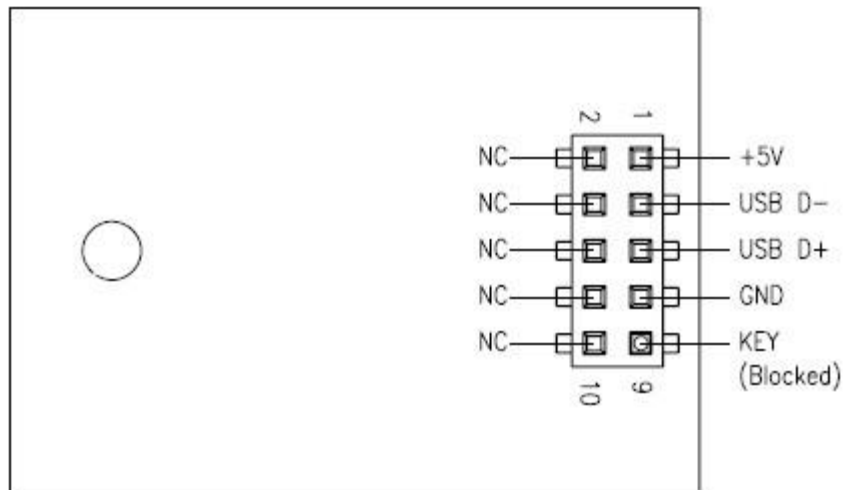 2 1
NC +5V
NC USB D-
NC USB D+
NC GND
NC KEY
(Blocked)
10 9